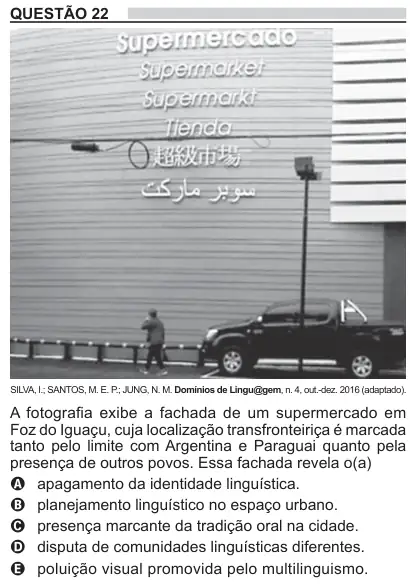 QUESTÃO 22
Supermercado
Supermarket
Supermarkt
Tienda
超級市場
سوبر ماركت
SILVA, I.; SANTOS, M. E. P.; JUNG, N. M. Domínios de Lingu@gem, n. 4, out.-dez. 2016 (adaptado).
A fotografia exibe a fachada de um supermercado em
Foz do Iguaçu, cuja localização transfronteiriça é marcada
tanto pelo limite com Argentina e Paraguai quanto pela
presença de outros povos. Essa fachada revela o(a)
A apagamento da identidade linguística.
B planejamento linguístico no espaço urbano.
C presença marcante da tradição oral na cidade.
D disputa de comunidades linguísticas diferentes.
E poluição visual promovida pelo multilinguismo.